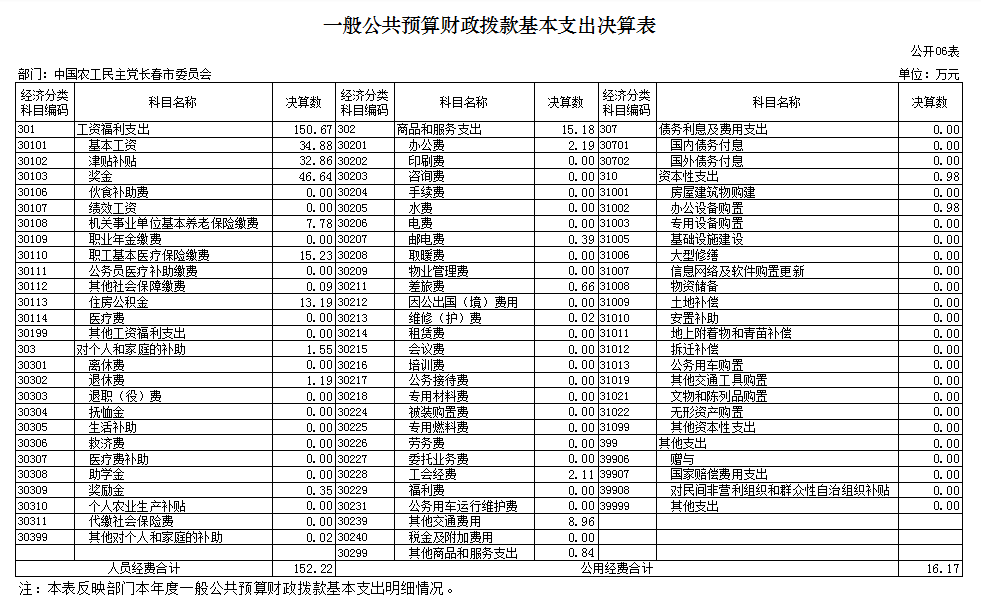 一般公共预算财政拨款基本支出决算表
公开06表
部门：中国农工民主党长春市委员会 单位：万元
经济分类科目编码 科目名称 决算数 经济分类科目编码 科目名称 决算数 经济分类科目编码 科目名称 决算数
301 工资福利支出 150.67 302 商品和服务支出 15.18 307 债务利息及费用支出 0.00
30101 基本工资 34.88 30201 办公费 2.19 30701 国内债务付息 0.00
30102 津贴补贴 32.86 30202 印刷费 0.00 30702 国外债务付息 0.00
30103 奖金 46.64 30203 咨询费 0.00 310 资本性支出 0.98
30106 伙食补助费 0.00 30204 手续费 0.00 31001 房屋建筑物购建 0.00
30107 绩效工资 0.00 30205 水费 0.00 31002 办公设备购置 0.98
30108 机关事业单位基本养老保险缴费 7.78 30206 电费 0.00 31003 专用设备购置 0.00
30109 职业年金缴费 0.00 30207 邮电费 0.39 31005 基础设施建设 0.00
30110 职工基本医疗保险缴费 15.23 30208 取暖费 0.00 31006 大型修缮 0.00
30111 公务员医疗补助缴费 0.00 30209 物业管理费 0.00 31007 信息网络及软件购置更新 0.00
30112 其他社会保障缴费 0.09 30211 差旅费 0.66 31008 物资储备 0.00
30113 住房公积金 13.19 30212 因公出国（境）费用 0.00 31009 土地补偿 0.00
30114 医疗费 0.00 30213 维修（护）费 0.02 31010 安置补助 0.00
30199 其他工资福利支出 0.00 30214 租赁费 0.00 31011 地上附着物和青苗补偿 0.00
303 对个人和家庭的补助 1.55 30215 会议费 0.00 31012 拆迁补偿 0.00
30301 离休费 0.00 30216 培训费 0.00 31013 公务用车购置 0.00
30302 退休费 1.19 30217 公务接待费 0.00 31019 其他交通工具购置 0.00
30303 退职（役）费 0.00 30218 专用材料费 0.00 31021 文物和陈列品购置 0.00
30304 抚恤金 0.00 30224 被装购置费 0.00 31022 无形资产购置 0.00
30305 生活补助 0.00 30225 专用燃料费 0.00 31099 其他资本性支出 0.00
30306 救济费 0.00 30226 劳务费 0.00 399 其他支出 0.00
30307 医疗费补助 0.00 30227 委托业务费 0.00 39906 赠与 0.00
30308 助学金 0.00 30228 工会经费 2.11 39907 国家赔偿费用支出 0.00
30309 奖励金 0.35 30229 福利费 0.00 39908 对民间非营利组织和群众性自治组织补贴 0.00
30310 个人农业生产补贴 0.00 30231 公务用车运行维护费 0.00 39999 其他支出 0.00
30311 代缴社会保险费 0.00 30239 其他交通费用 8.96
30399 其他对个人和家庭的补助 0.02 30240 税金及附加费用 0.00
30299 其他商品和服务支出 0.84
人员经费合计 152.22 公用经费合计 16.17
注：本表反映部门本年度一般公共预算财政拨款基本支出明细情况。